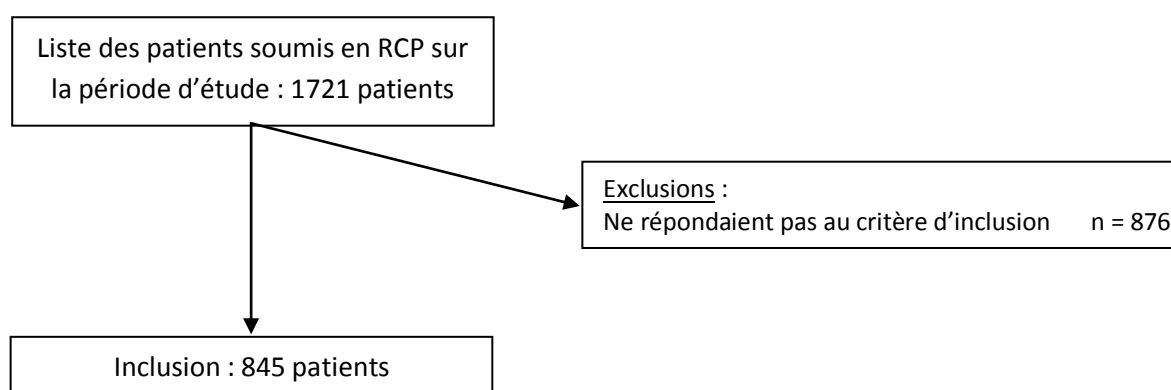 Liste des patients soumis en RCP sur
la période d’étude : 1721 patients
Exclusions :
Ne répondaient pas au critère d’inclusion n = 876
Inclusion : 845 patients